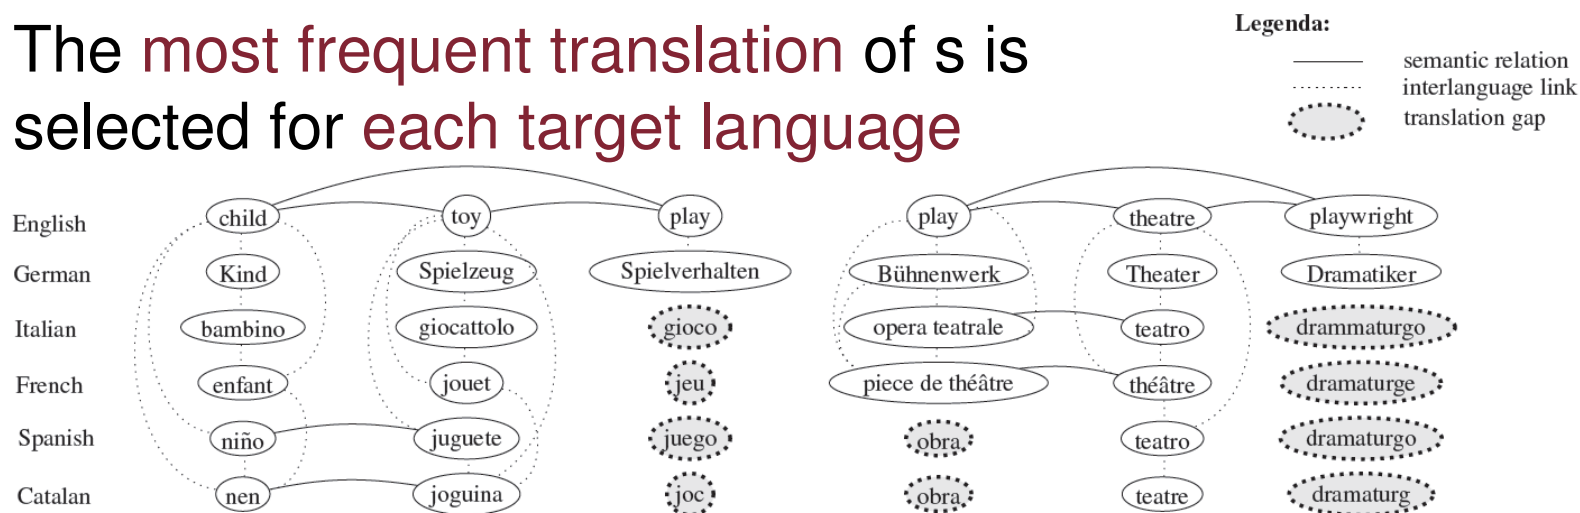 The most frequent translation of s is
selected for each target language
Legenda:
semantic relation
interlanguage link
translation gap
English child toy play play theatre playwright
German Kind Spielzeug Spielverhalten Bühnenwerk Theater Dramatiker
Italian bambino giocattolo gioco opera teatrale teatro drammaturgo
French enfant jouet jeu piece de théâtre théâtre dramaturge
Spanish niño juguete juego obra teatro dramaturgo
Catalan nen joguina joc obra teatre dramaturg